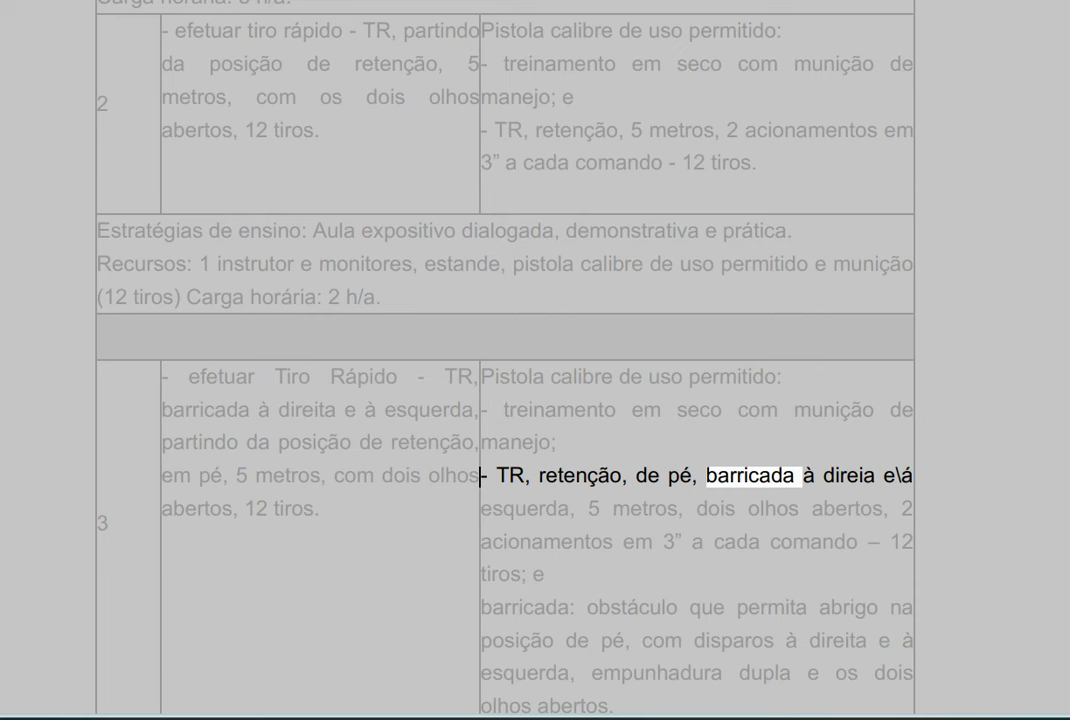 Carga horária: 3 h/a.
2
- efetuar tiro rápido - TR, partindo
da posição de retenção, 5
metros, com os dois olhos
abertos, 12 tiros.
Pistola calibre de uso permitido:
- treinamento em seco com munição de
manejo; e
- TR, retenção, 5 metros, 2 acionamentos em
3” a cada comando - 12 tiros.
Estratégias de ensino: Aula expositivo dialogada, demonstrativa e prática.
Recursos: 1 instrutor e monitores, estande, pistola calibre de uso permitido e munição
(12 tiros) Carga horária: 2 h/a.
3
- efetuar Tiro Rápido - TR,
barricada à direita e à esquerda,
partindo da posição de retenção,
em pé, 5 metros, com dois olhos
abertos, 12 tiros.
Pistola calibre de uso permitido:
- treinamento em seco com munição de
manejo;
- TR, retenção, de pé, barricada à direia e\á
esquerda, 5 metros, dois olhos abertos, 2
acionamentos em 3” a cada comando – 12
tiros; e
barricada: obstáculo que permita abrigo na
posição de pé, com disparos à direita e à
esquerda, empunhadura dupla e os dois
olhos abertos.